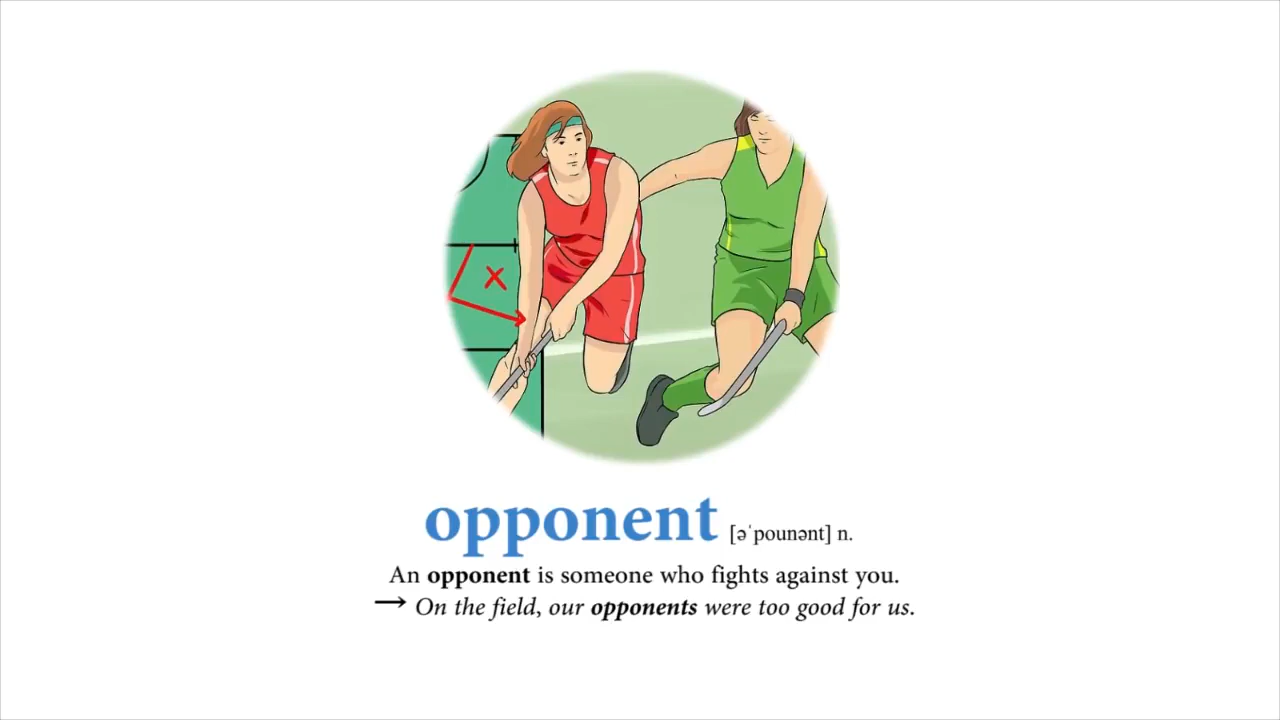 X
opponent [əˈpounənt] n.
An opponent is someone who fights against you.
→ On the field, our opponents were too good for us.